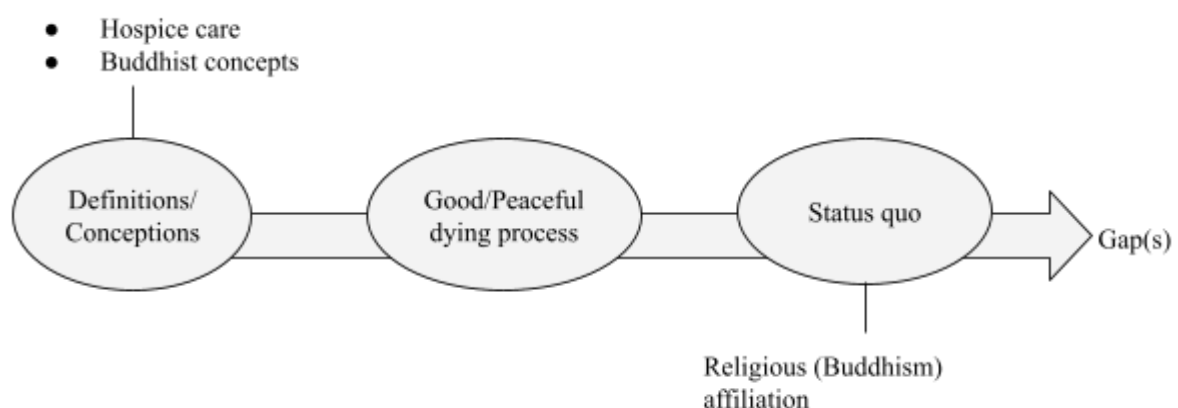 ● Hospice care
● Buddhist concepts
Definitions/
Conceptions
Good/Peaceful
dying process
Status quo
Gap(s)
Religious (Buddhism)
affiliation